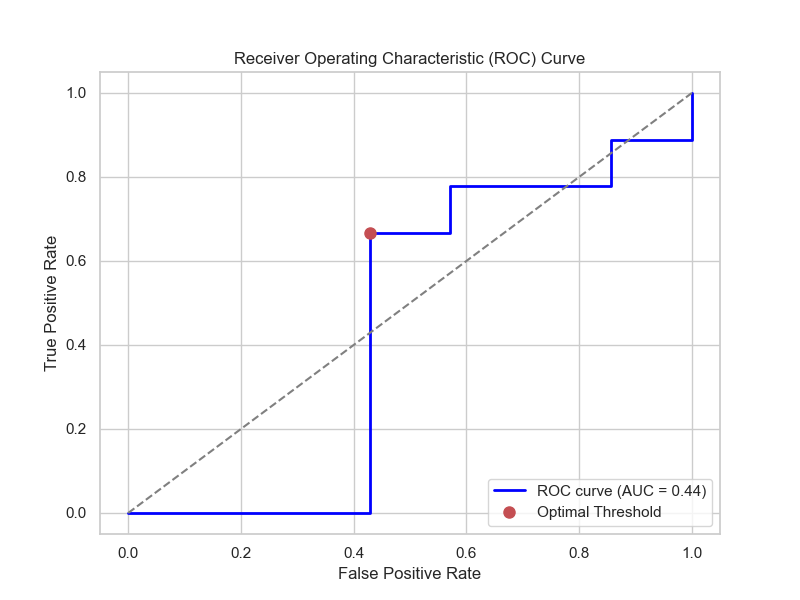 Receiver Operating Characteristic (ROC) Curve
True Positive Rate
1.0
0.8
0.6
0.4
0.2
0.0
ROC curve (AUC = 0.44)
Optimal Threshold
0.0 0.2 0.4 0.6 0.8 1.0
False Positive Rate